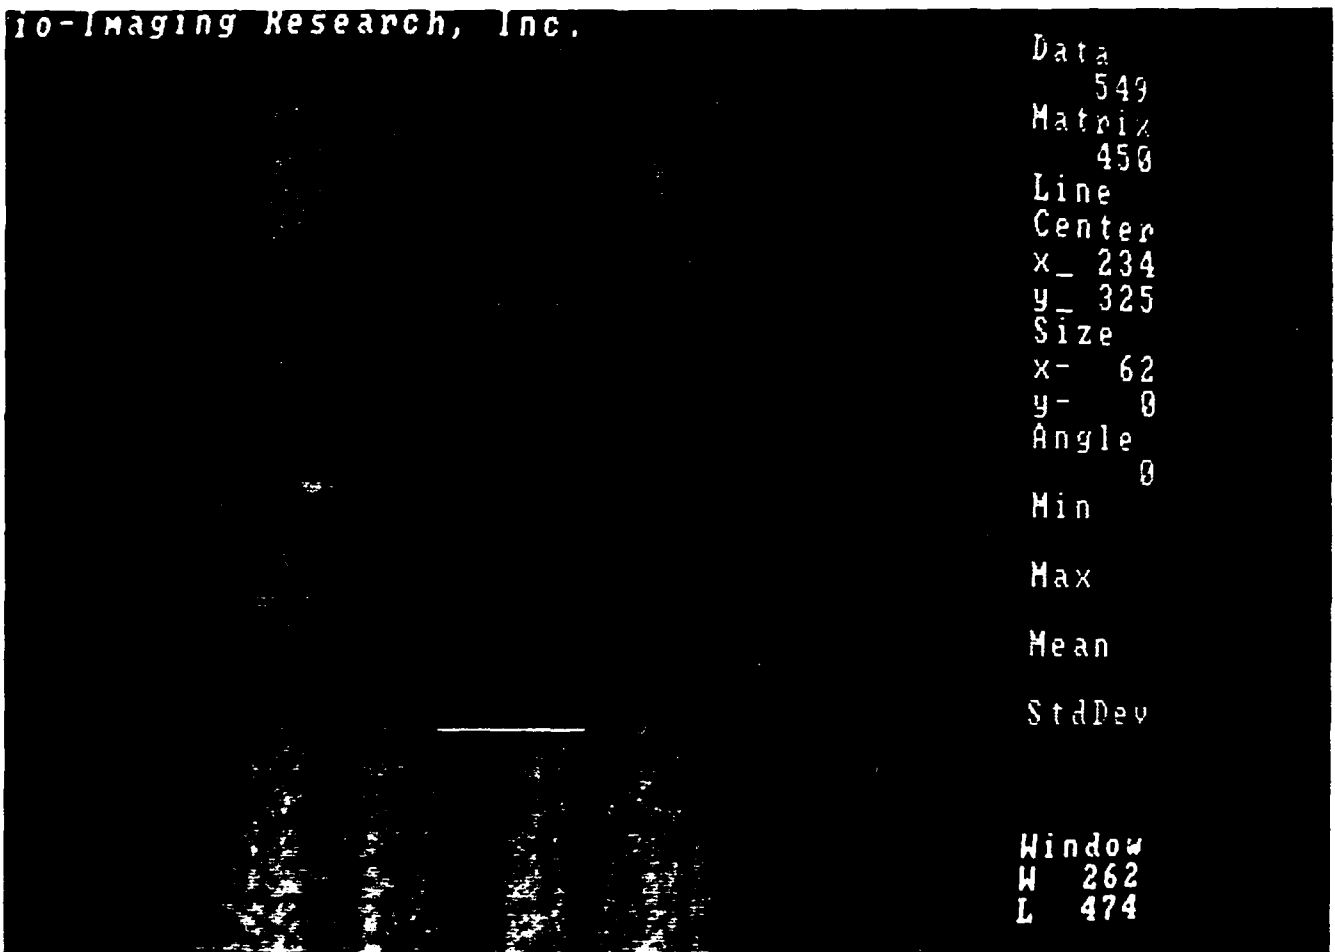 io-Imaging Research, Inc.
Data
549
Matrix
450
Line
Center
x_ 234
y_ 325
Size
x- 62
y- 0
Angle
0
Min
Max
Mean
StdDev
Window
W 262
L 474